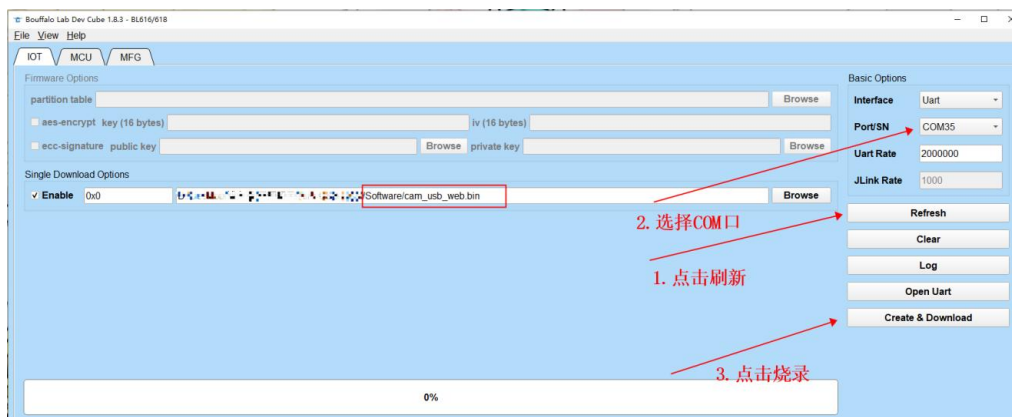 Bouffalo Lab Dev Cube 1.8.3 - BL616/618
File View Help
IOT MCU MFG
Firmware Options
partition table Browse
aes-encrypt key (16 bytes) iv (16 bytes)
ecc-signature public key Browse private key Browse
Single Download Options
Enable 0x0 /Software/cam_usb_web.bin Browse
Basic Options
Interface Uart
Port/SN COM35
Uart Rate 2000000
JLink Rate 1000
Refresh
Clear
Log
Open Uart
Create & Download
2.选择COM口
1.点击刷新
3.点击烧录
0%